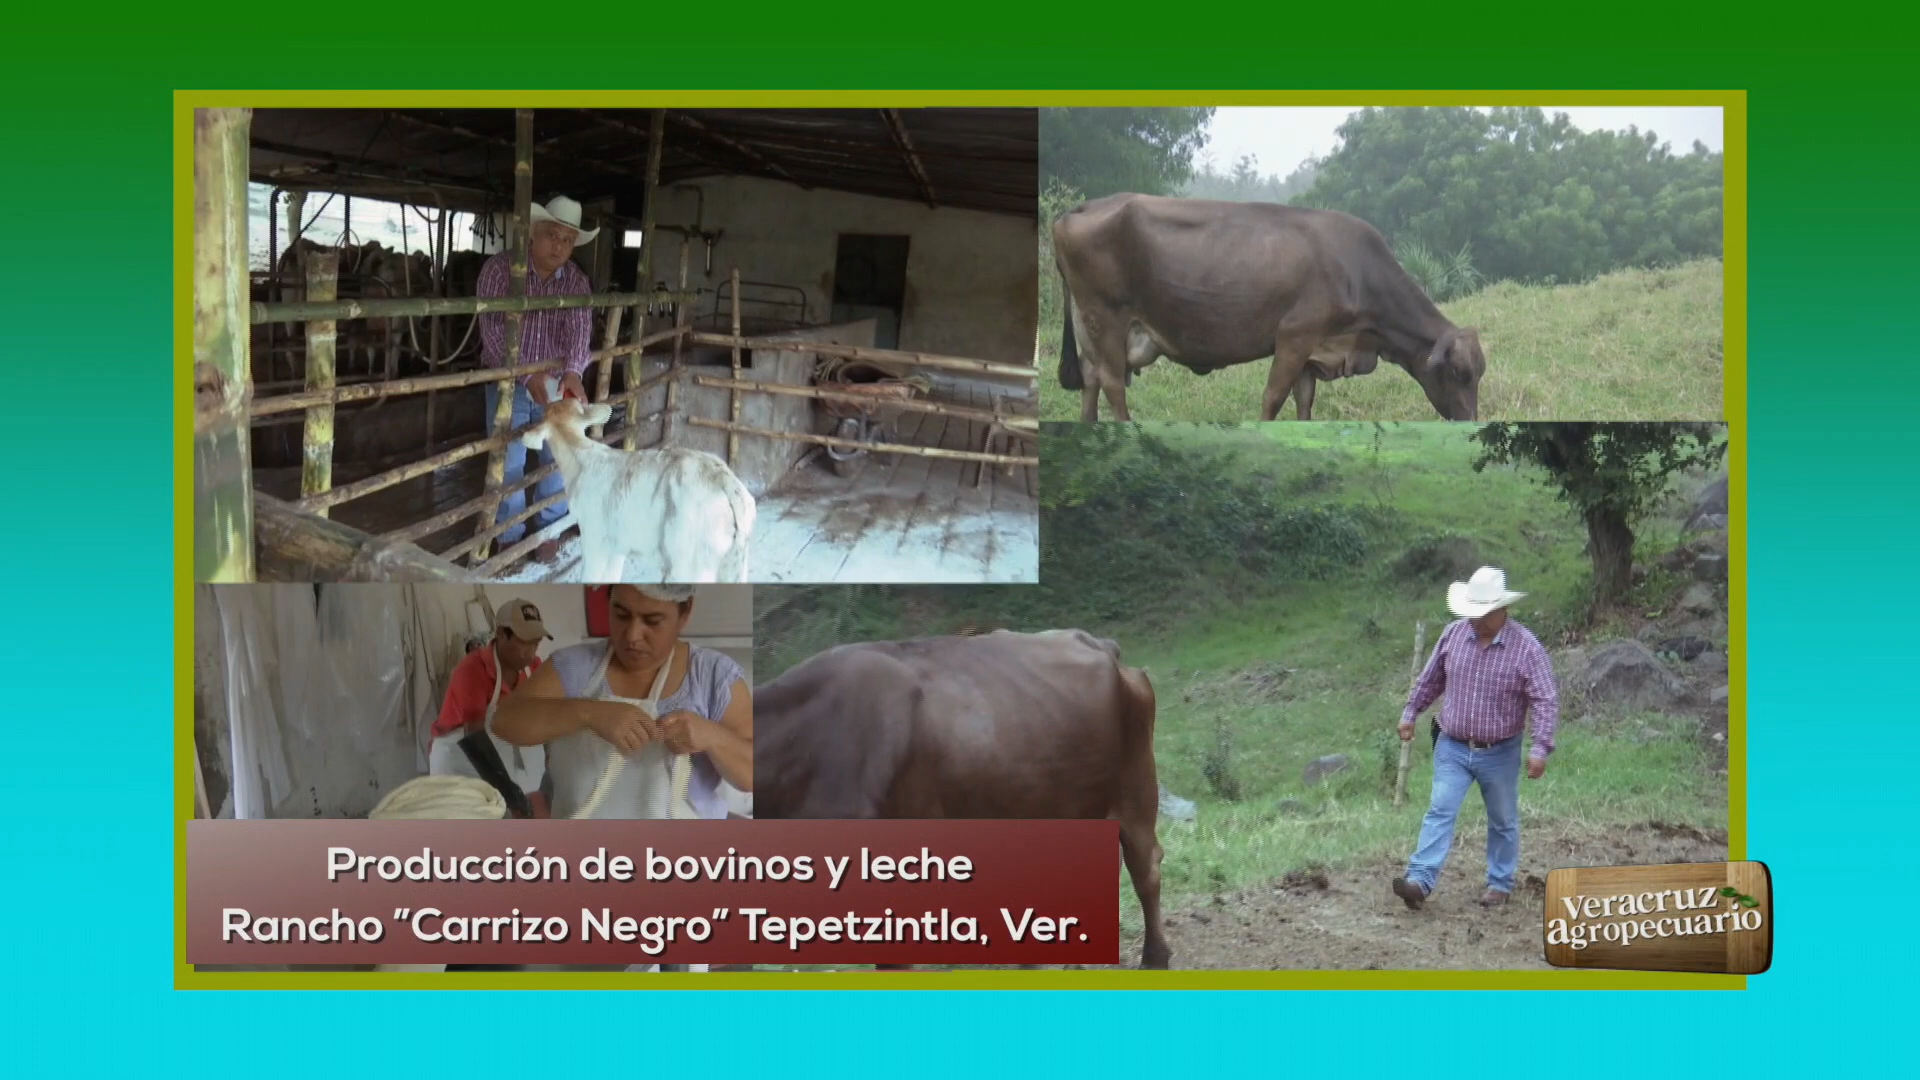 Producción de bovinos y leche
Rancho "Carrizo Negro" Tepetzintla, Ver.
Veracruz
agropecuario